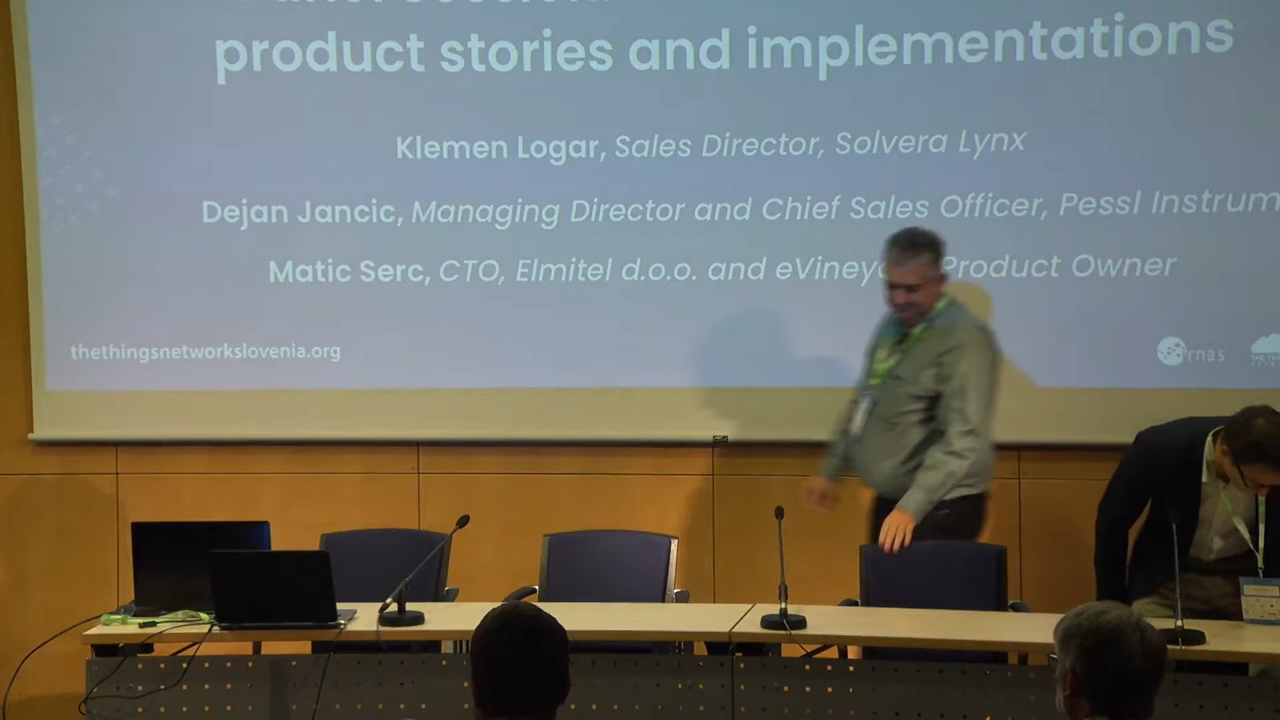 product stories and implementations
Klemen Logar, Sales Director, Solvera Lynx
Dejan Jancic, Managing Director and Chief Sales Officer, Pessl
Matic Serc, CTO, Elmitel d.o.o. and Product Owner
thethingsnetworkslovenia.org
rnas